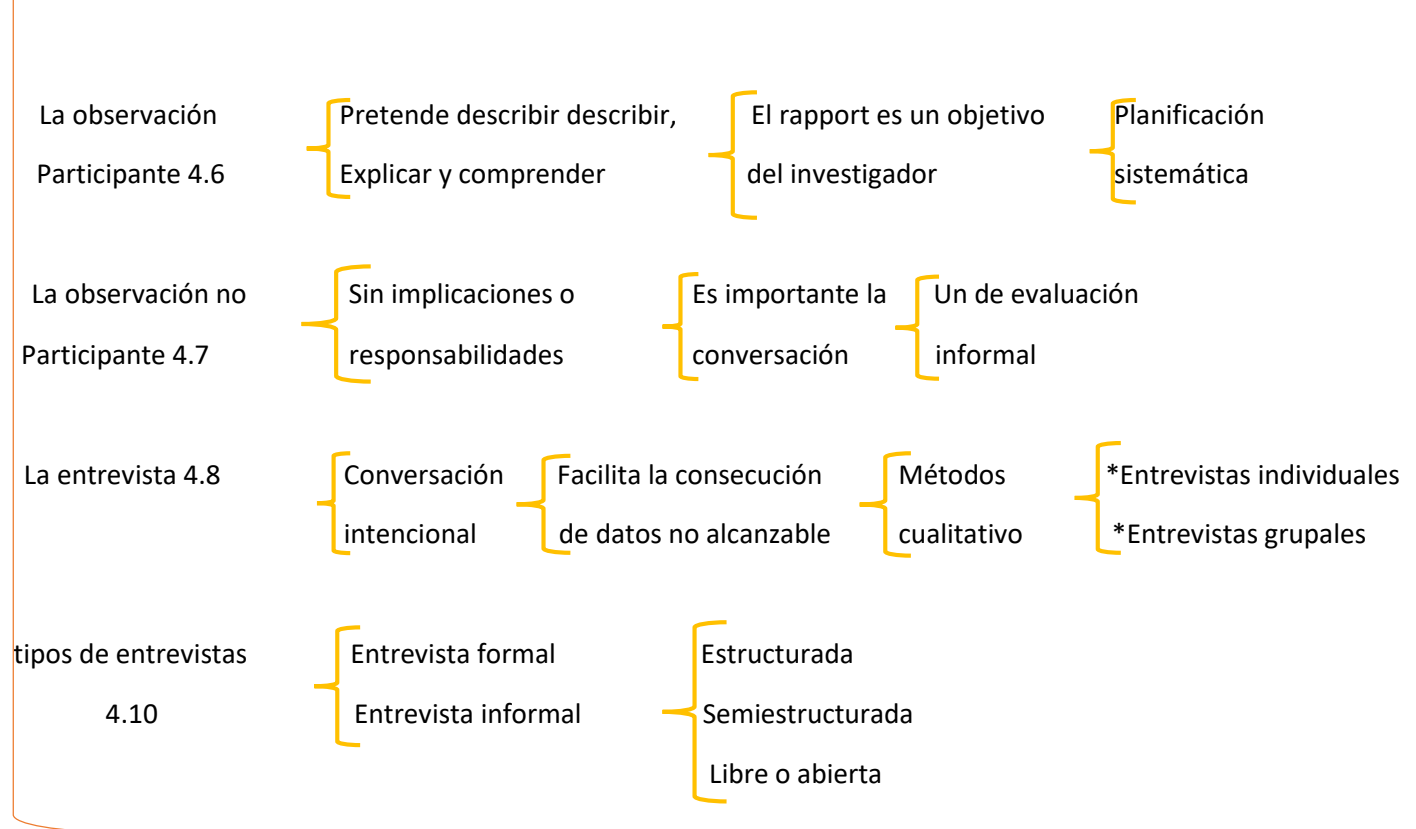 La observación
Participante 4.6
Pretende describir describir,
Explicar y comprender
El rapport es un objetivo
del investigador
Planificación
sistemática
La observación no
Participante 4.7
Sin implicaciones o
responsabilidades
Es importante la
conversación
Un de evaluación
informal
La entrevista 4.8
Conversación
intencional
Facilita la consecución
de datos no alcanzable
Métodos
cualitativo
*Entrevistas individuales
*Entrevistas grupales
tipos de entrevistas
4.10
Entrevista formal
Entrevista informal
Estructurada
Semiestructurada
Libre o abierta